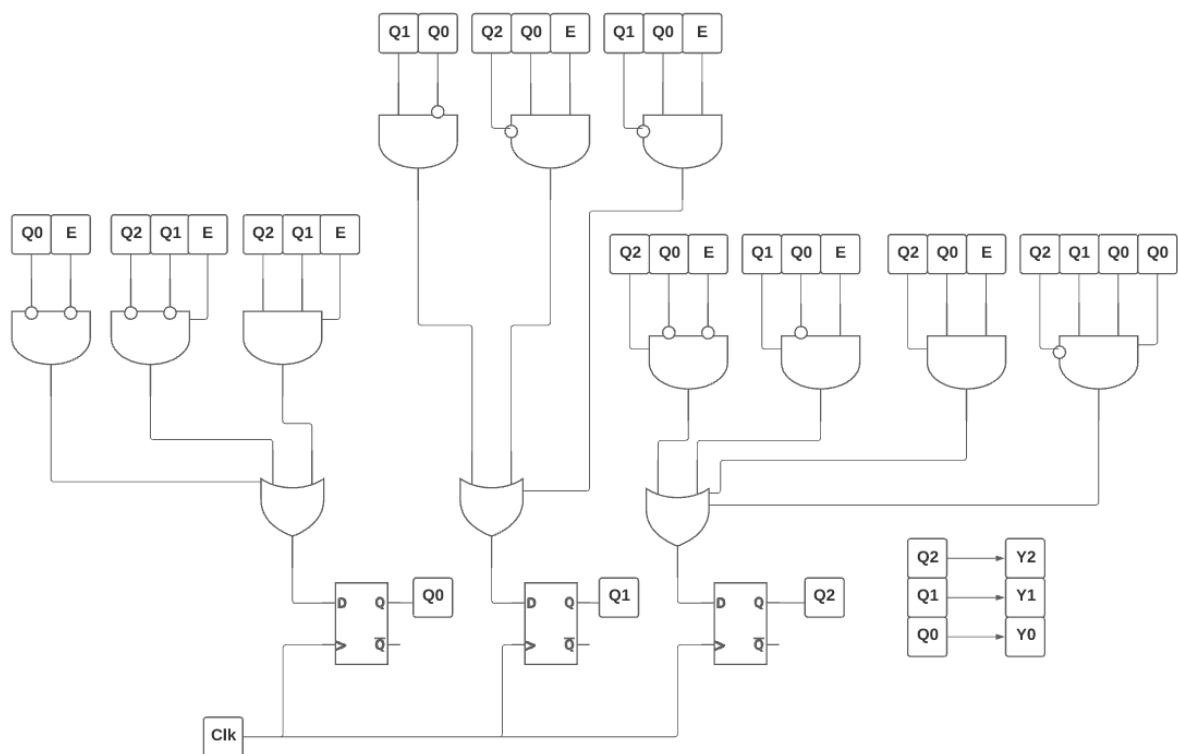 Q1 Q0 Q2 Q0 E Q1 Q0 E
Q0 E Q2 Q1 E Q2 Q1 E
Q2 Q0 E Q1 Q0 E Q2 Q0 E Q2 Q1 Q0 Q0
Q2 Y2
Q1 Y1
Q0 Y0
D Q Q0 D Q Q1 D Q Q2
> Q̅ > Q̅ > Q̅
Clk